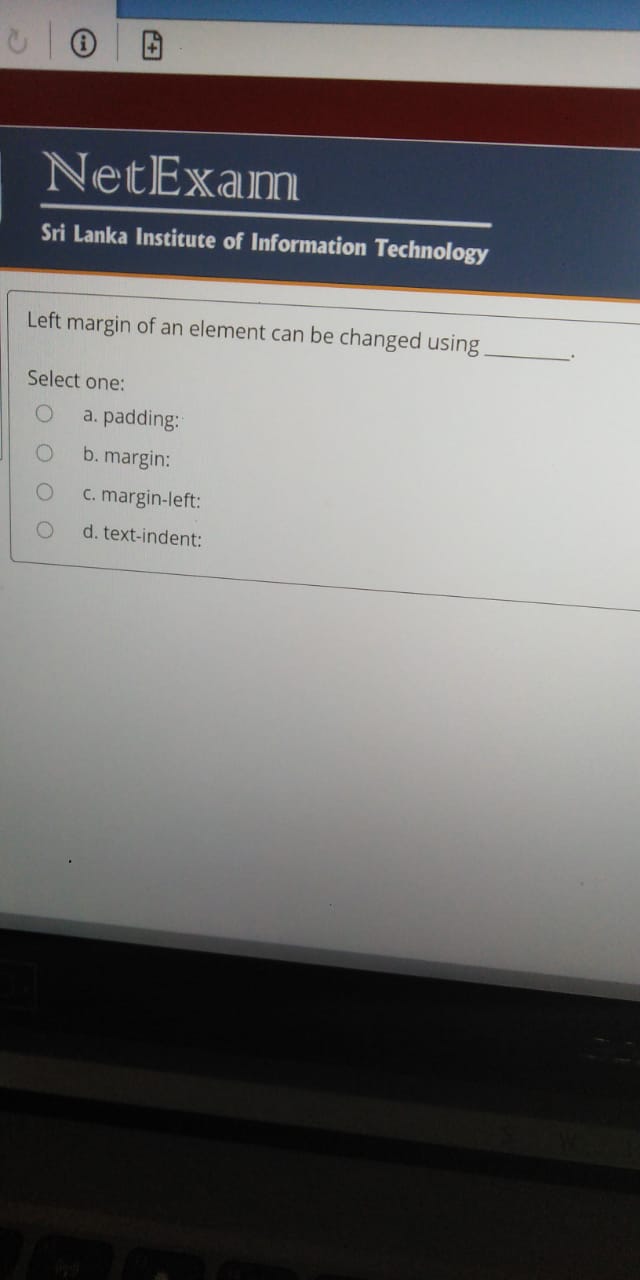 NetExam
Sri Lanka Institute of Information Technology
Left margin of an element can be changed using ________.
Select one:
a. padding:
b. margin:
c. margin-left:
d. text-indent: